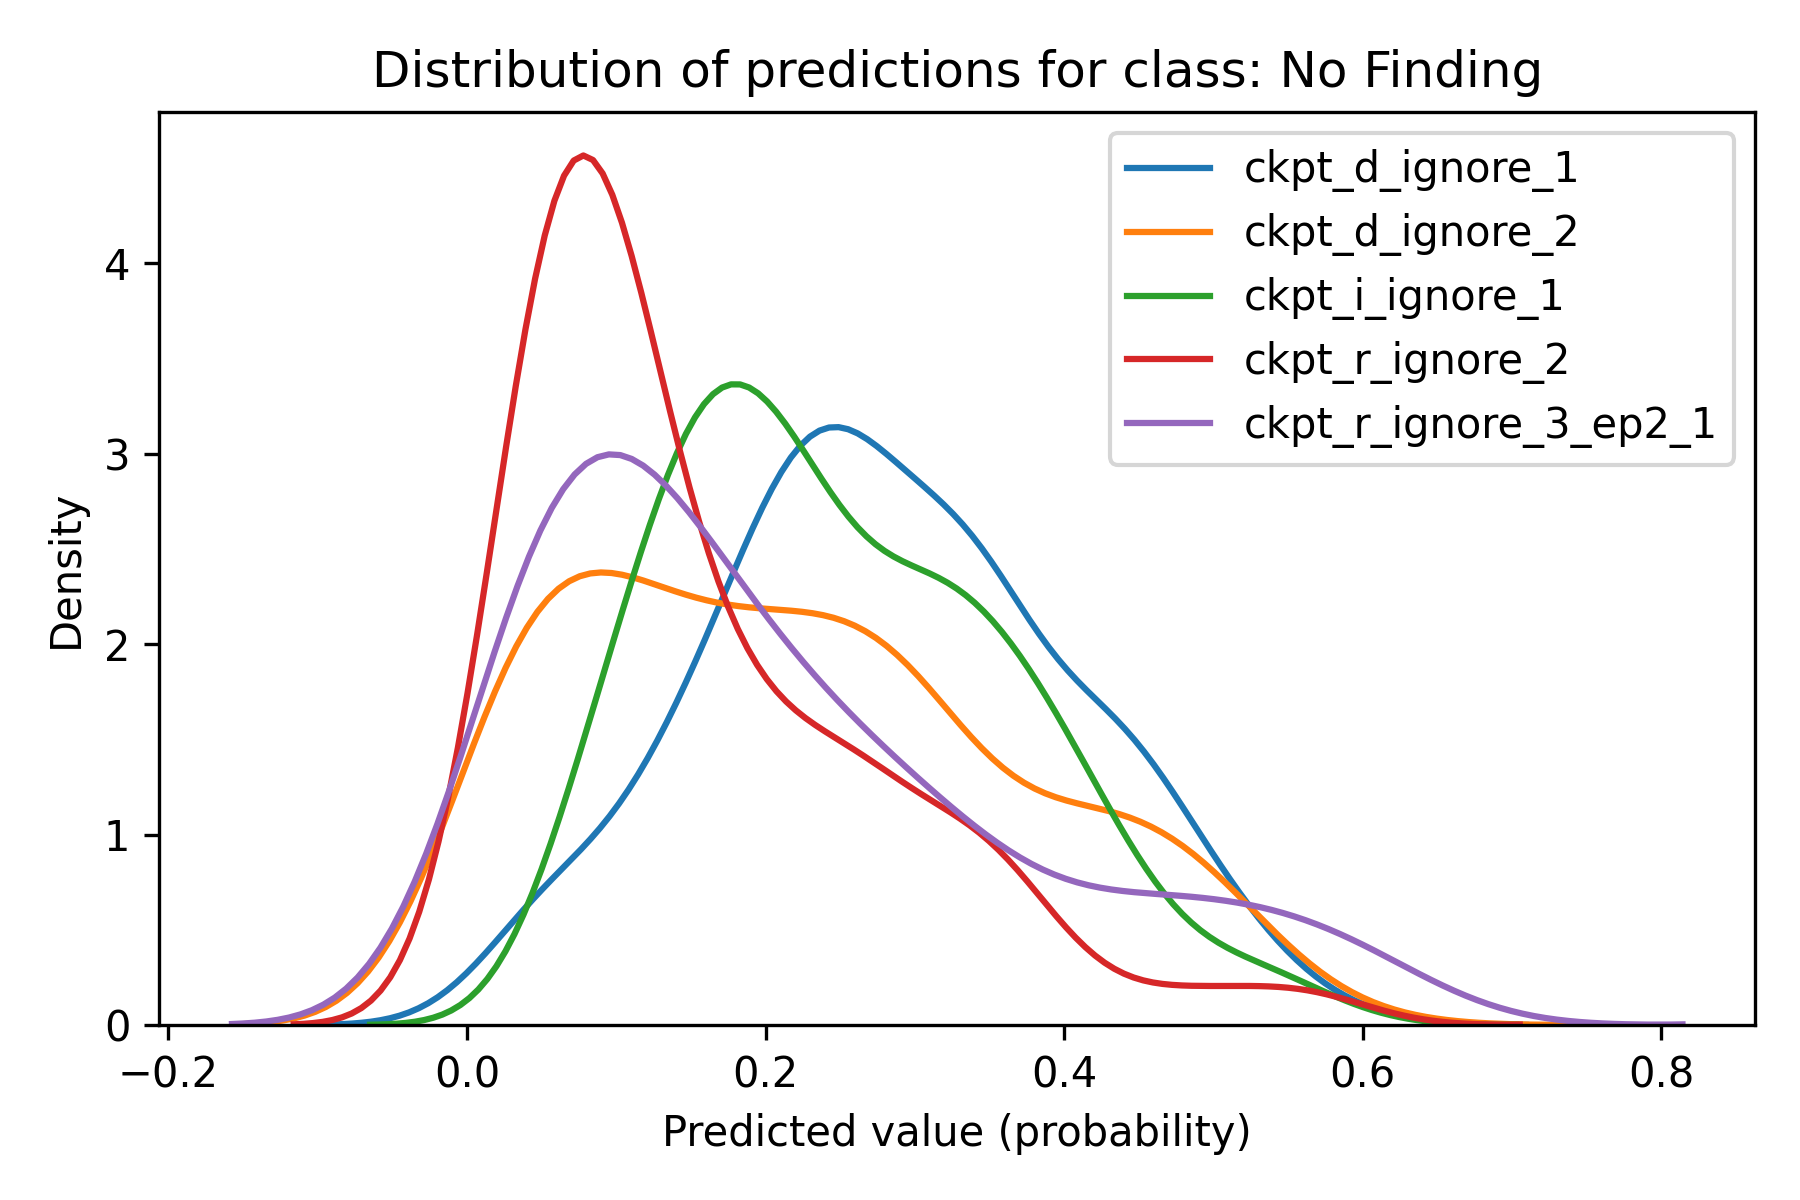 Distribution of predictions for class: No Finding
ckpt_d_ignore_1
ckpt_d_ignore_2
ckpt_i_ignore_1
ckpt_r_ignore_2
ckpt_r_ignore_3_ep2_1
Density
4
3
2
1
0
−0.2 0.0 0.2 0.4 0.6 0.8
Predicted value (probability)